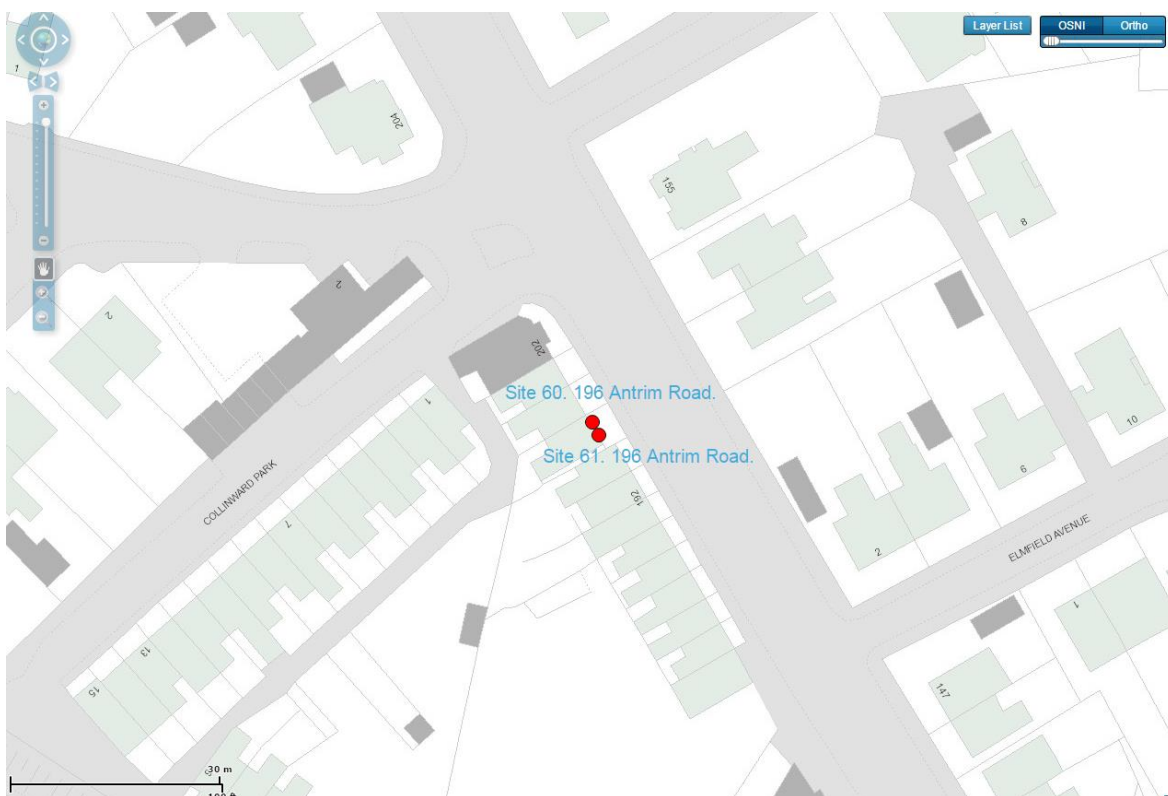 Layer List
OSNI
Ortho
1
204
155
8
2
2
202
Site 60. 196 Antrim Road.
1
10
Site 61. 196 Antrim Road.
6
192
COLLINWARD PARK
7
2
ELMFIELD AVENUE
1
13
15
147
30 m